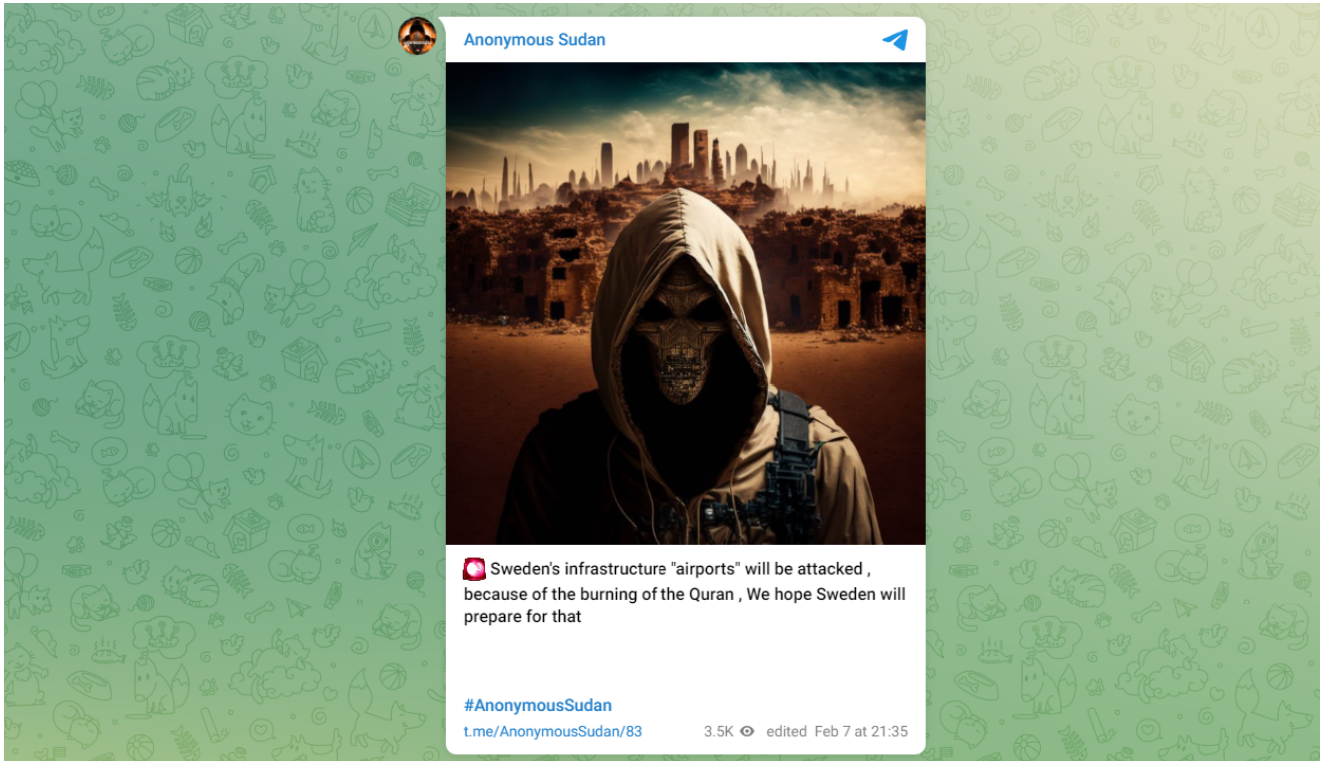 Anonymous Sudan
Sweden's infrastructure "airports" will be attacked ,
because of the burning of the Quran , We hope Sweden will
prepare for that
#AnonymousSudan
t.me/AnonymousSudan/83 3.5K edited Feb 7 at 21:35